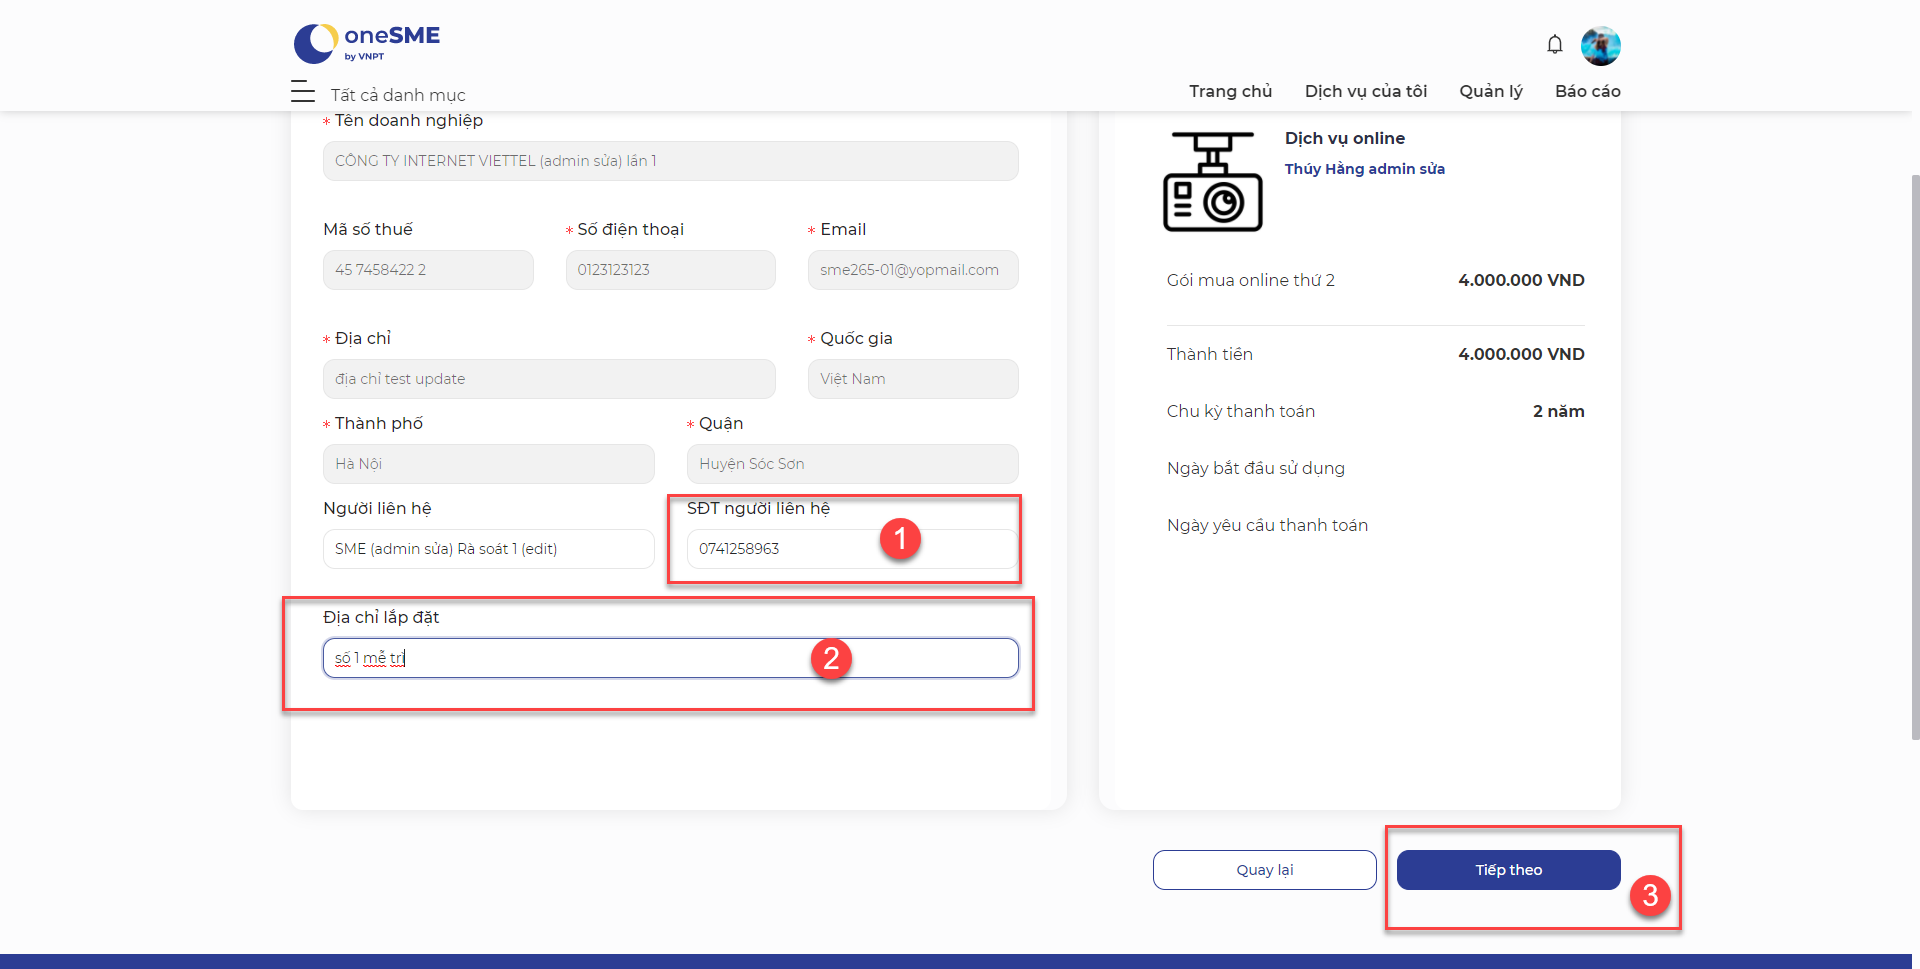 oneSME
by VNPT
Tất cả danh mục
Trang chủ
Dịch vụ của tôi
Quản lý
Báo cáo
* Tên doanh nghiệp
CÔNG TY INTERNET VIETTEL (admin sửa) lần 1
Mã số thuế
* Số điện thoại
* Email
45 7458422 2
0123123123
sme265-01@yopmail.com
* Địa chỉ
* Quốc gia
địa chỉ test update
Việt Nam
* Thành phố
* Quận
Hà Nội
Huyện Sóc Sơn
Người liên hệ
SĐT người liên hệ
SME (admin sửa) Rà soát 1 (edit)
0741258963
1
Địa chỉ lắp đặt
số 1 mễ tri
2
Dịch vụ online
Thúy Hằng admin sửa
Gói mua online thứ 2
4.000.000 VND
Thành tiền
4.000.000 VND
Chu kỳ thanh toán
2 năm
Ngày bắt đầu sử dụng
Ngày yêu cầu thanh toán
Quay lại
Tiếp theo
3